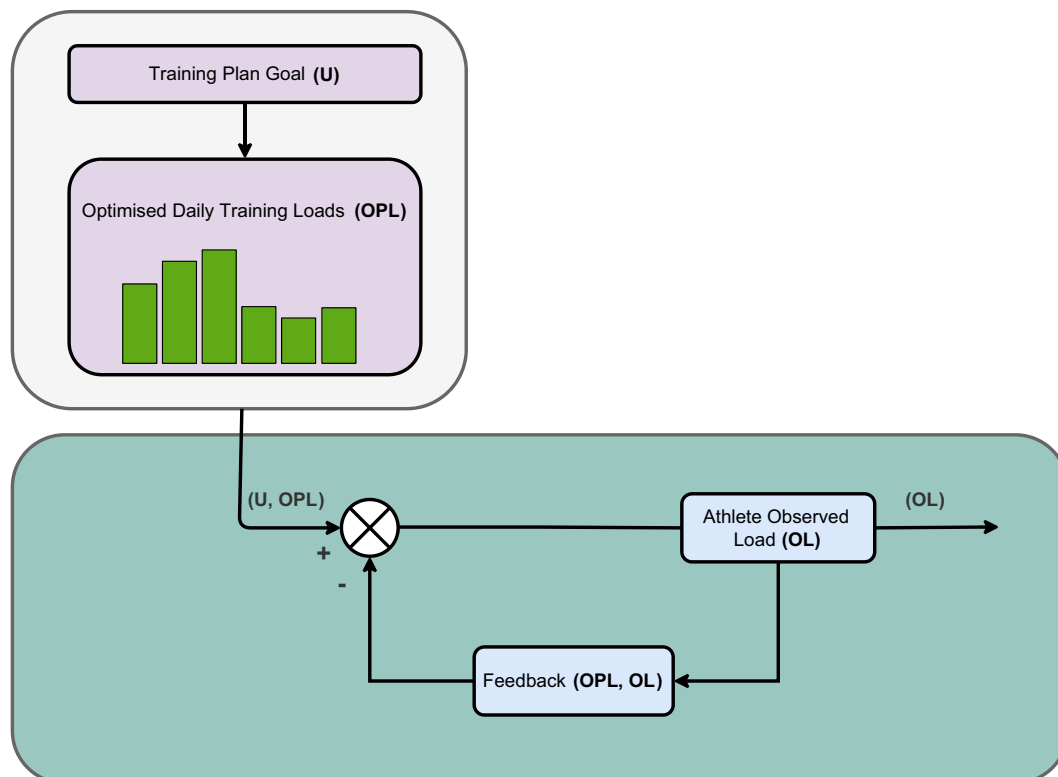 Training Plan Goal (U)
Optimised Daily Training Loads (OPL)
(U, OPL)
+
-
Athlete Observed
Load (OL)
(OL)
Feedback (OPL, OL)